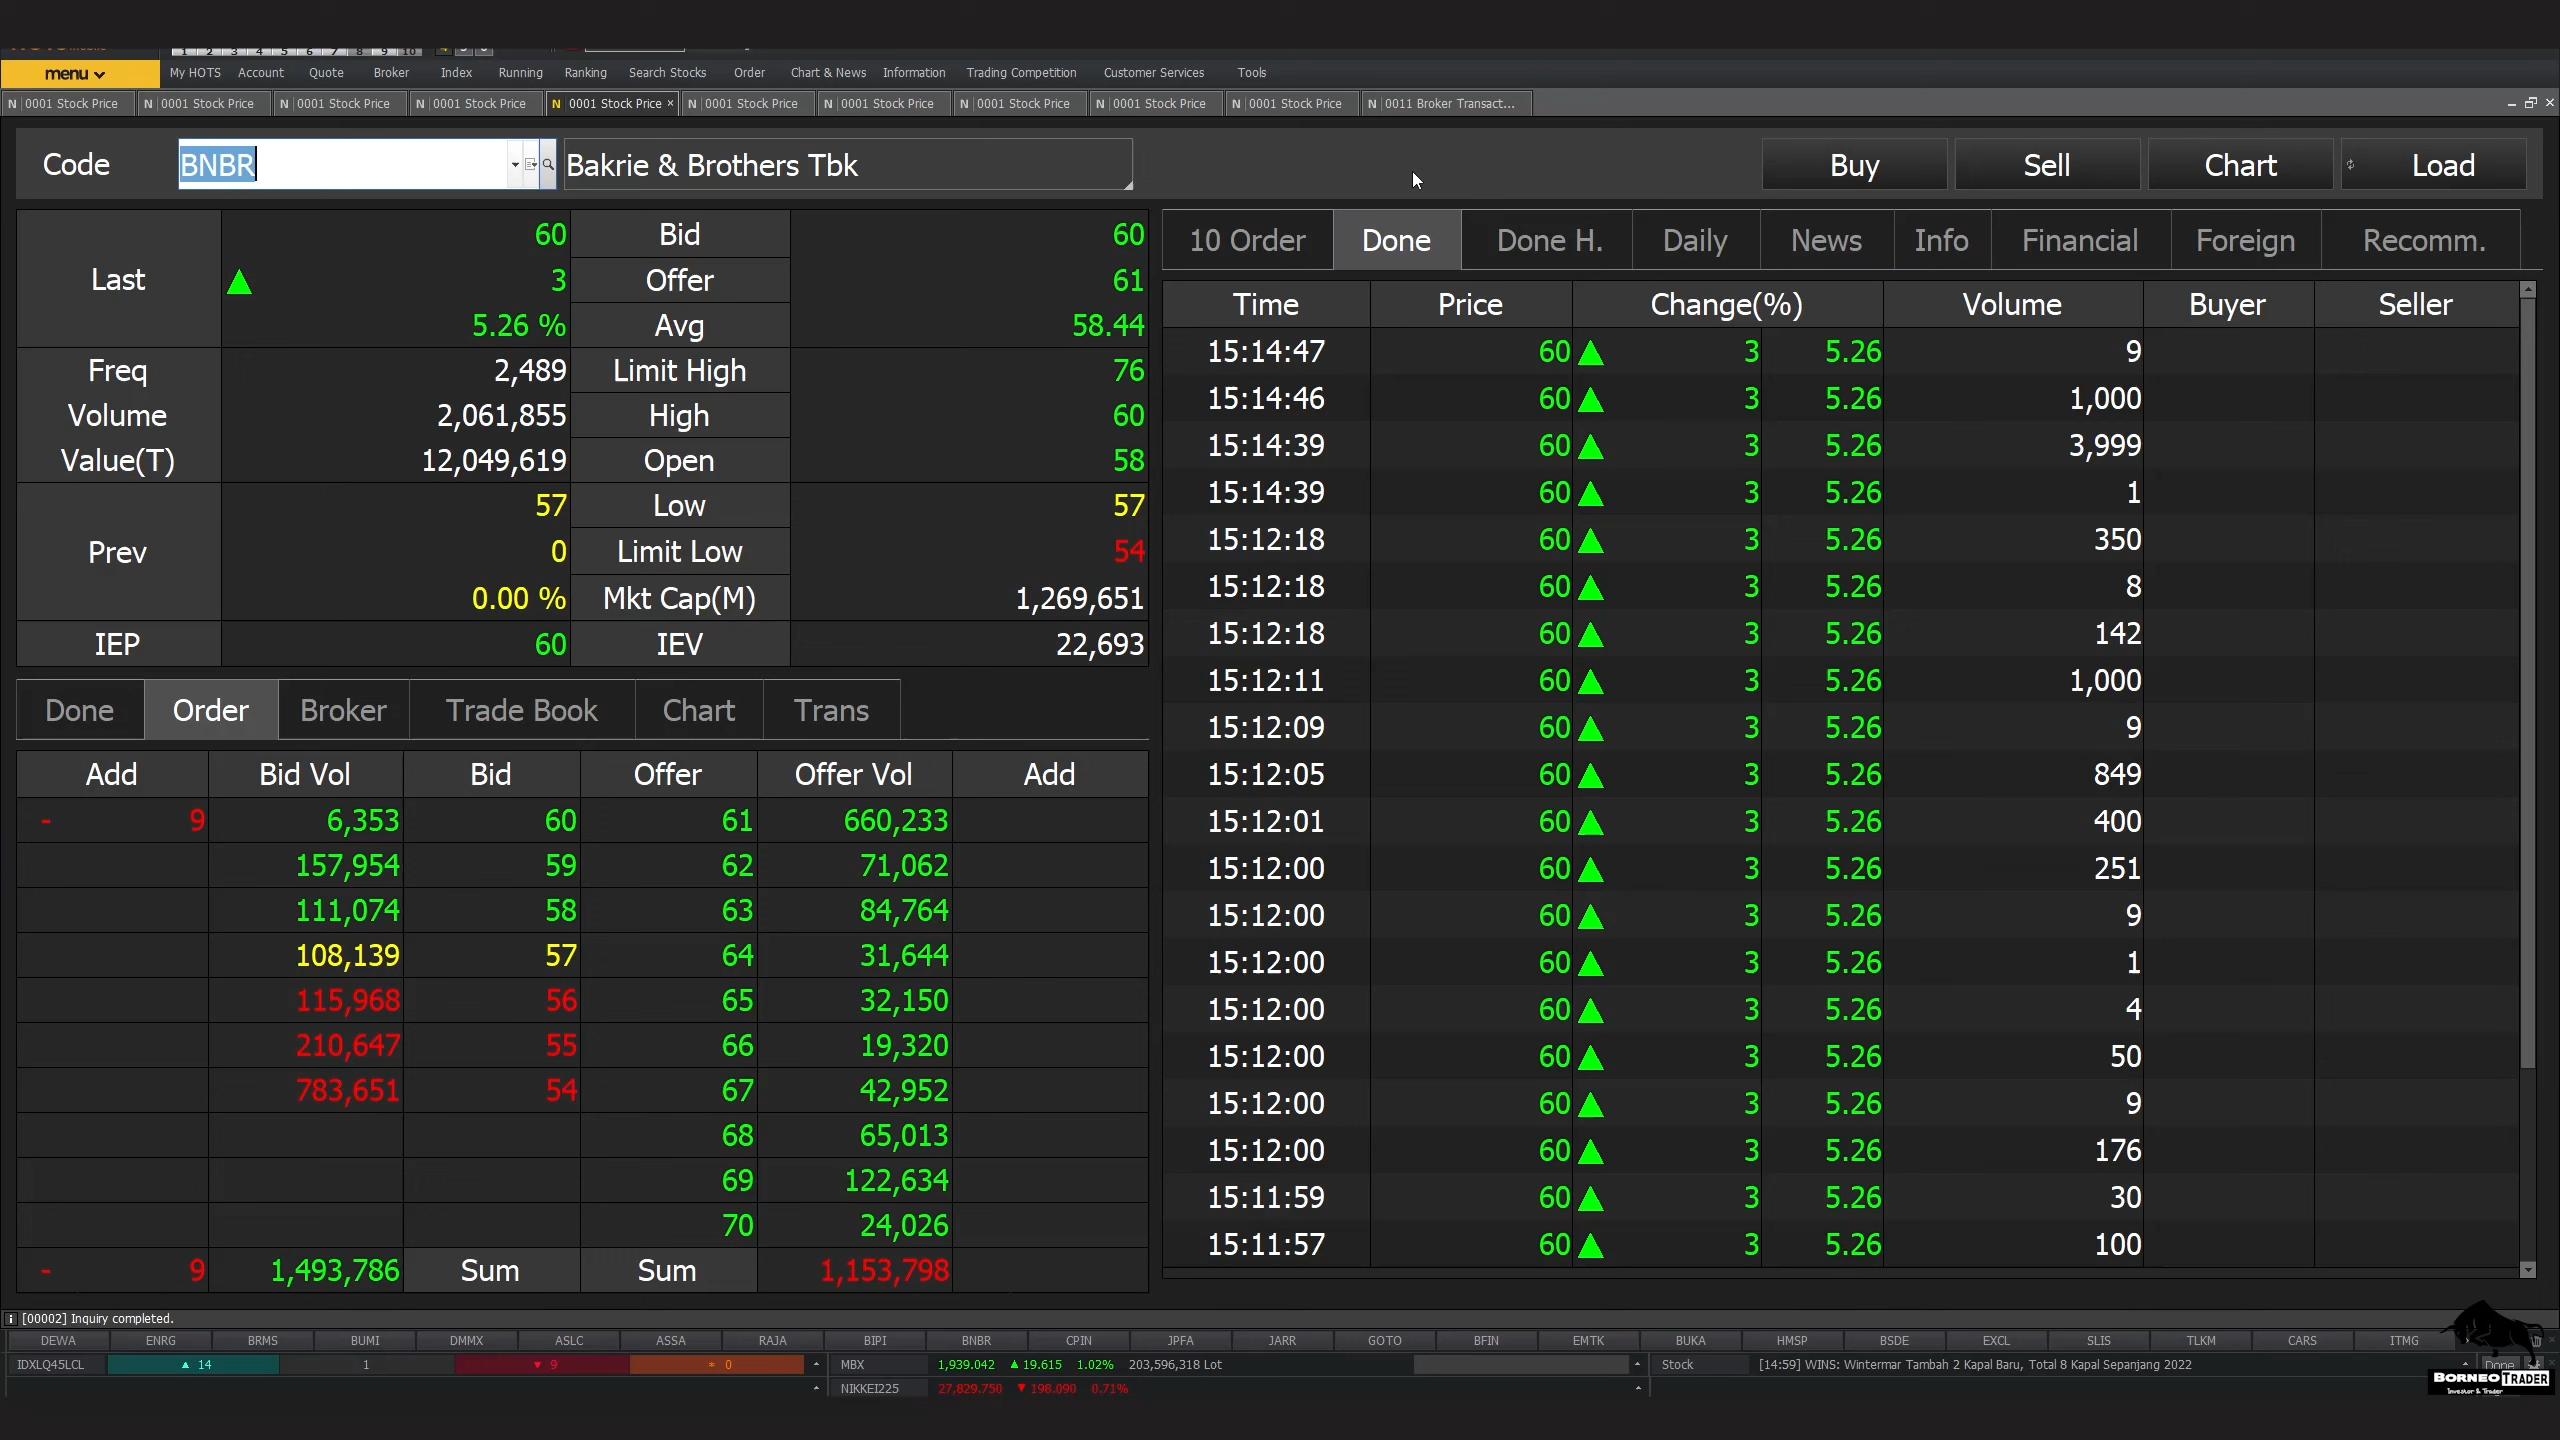 1 2 3 4 5 6 7 8 9 10
menu My HOTS Account Quote Broker Index Running Ranking Search Stocks Order Chart & News Information Trading Competition Customer Services Tools
N 0001 Stock Price N 0001 Stock Price N 0001 Stock Price N 0001 Stock Price N 0001 Stock Price × N 0001 Stock Price N 0001 Stock Price N 0001 Stock Price N 0001 Stock Price N 0001 Stock Price N 0011 Broker Transact...
Code BNBR Bakrie & Brothers Tbk Buy Sell Chart Load
Last 60 Bid 60
▲ 3 Offer 61
5.26 % Avg 58.44
Freq 2,489 Limit High 76
Volume 2,061,855 High 60
Value(T) 12,049,619 Open 58
Prev 57 Low 57
0 Limit Low 54
0.00 % Mkt Cap(M) 1,269,651
IEP 60 IEV 22,693
Done Order Broker Trade Book Chart Trans
Add Bid Vol Bid Offer Offer Vol Add
- 9 6,353 60 61 660,233
157,954 59 62 71,062
111,074 58 63 84,764
108,139 57 64 31,644
115,968 56 65 32,150
210,647 55 66 19,320
783,651 54 67 42,952
68 65,013
69 122,634
70 24,026
- 9 1,493,786 Sum Sum 1,153,798
10 Order Done Done H. Daily News Info Financial Foreign Recomm.
Time Price Change(%) Volume Buyer Seller
15:14:47 60 ▲ 3 5.26 9
15:14:46 60 ▲ 3 5.26 1,000
15:14:39 60 ▲ 3 5.26 3,999
15:14:39 60 ▲ 3 5.26 1
15:12:18 60 ▲ 3 5.26 350
15:12:18 60 ▲ 3 5.26 8
15:12:18 60 ▲ 3 5.26 142
15:12:11 60 ▲ 3 5.26 1,000
15:12:09 60 ▲ 3 5.26 9
15:12:05 60 ▲ 3 5.26 849
15:12:01 60 ▲ 3 5.26 400
15:12:00 60 ▲ 3 5.26 251
15:12:00 60 ▲ 3 5.26 9
15:12:00 60 ▲ 3 5.26 1
15:12:00 60 ▲ 3 5.26 4
15:12:00 60 ▲ 3 5.26 50
15:12:00 60 ▲ 3 5.26 9
15:12:00 60 ▲ 3 5.26 176
15:11:59 60 ▲ 3 5.26 30
15:11:57 60 ▲ 3 5.26 100
[00002] Inquiry completed.
DEWA ENRG BRMS BUMI DMMX ASLC ASSA RAJA BIPI BNBR CPIN JPFA JARR GOTO BFIN EMTK BUKA HMSP BSDE EXCL SLIS TLKM CARS ITMG
IDXLQ45LCL ▲ 14 1 ▼ 9 * 0 MBX 1,939.042 ▲ 19.615 1.02% 203,596,318 Lot Stock [14:59] WINS: Wintermar Tambah 2 Kapal Baru, Total 8 Kapal Sepanjang 2022 Done
NIKKEI225 27,829.750 ▼ 198.090 0.71%
BORNEO TRADER
Investor & Trader